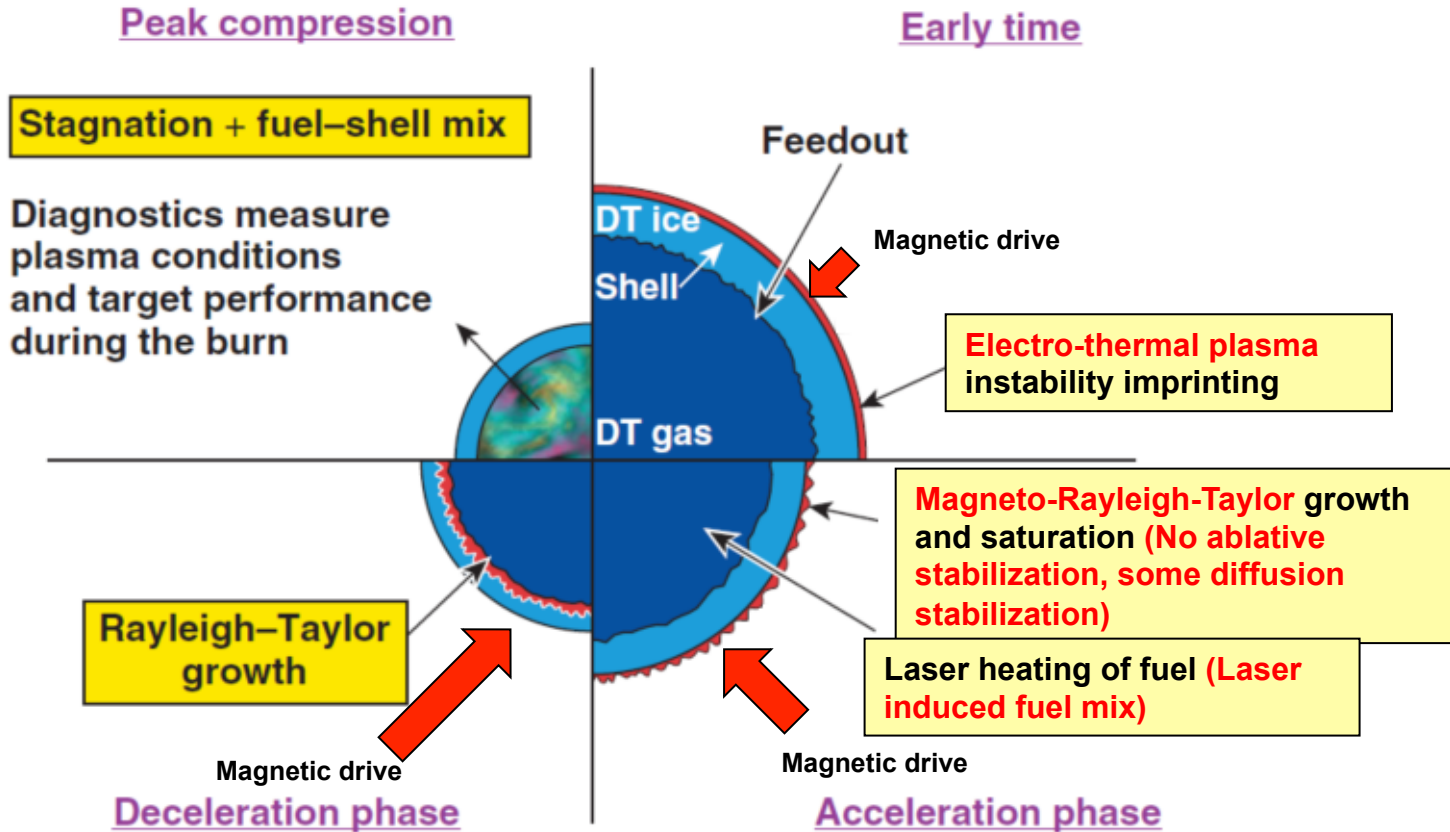 Peak compression
Early time
Stagnation + fuel–shell mix
Diagnostics measure
plasma conditions
and target performance
during the burn
Feedout
DT ice
Shell
Magnetic drive
Electro-thermal plasma
instability imprinting
DT gas
Magneto-Rayleigh-Taylor growth
and saturation (No ablative
stabilization, some diffusion
stabilization)
Laser heating of fuel (Laser
induced fuel mix)
Rayleigh–Taylor
growth
Magnetic drive
Magnetic drive
Deceleration phase
Acceleration phase